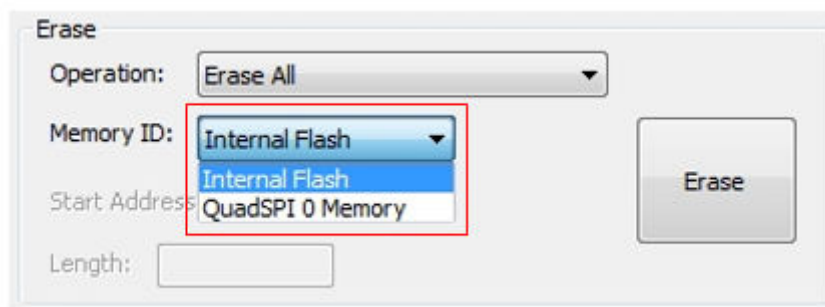 Erase
Operation: Erase All
Memory ID: Internal Flash
Internal Flash
Start Address QuadSPI 0 Memory
Erase
Length: